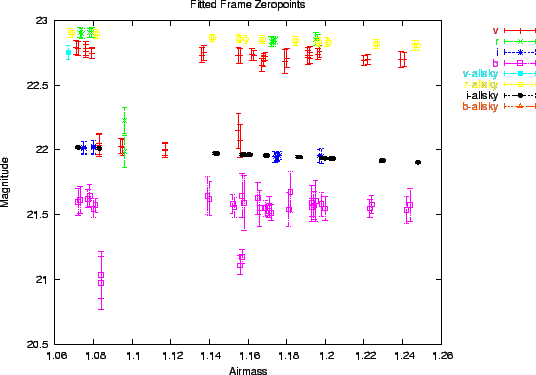 Fitted Frame Zeropoints
23
22.5
22
21.5
21
20.5
Magnitude
1.06 1.08 1.1 1.12 1.14 1.16 1.18 1.2 1.22 1.24 1.26
Airmass
v
r
i
b
v-allsky
r-allsky
i-allsky
b-allsky